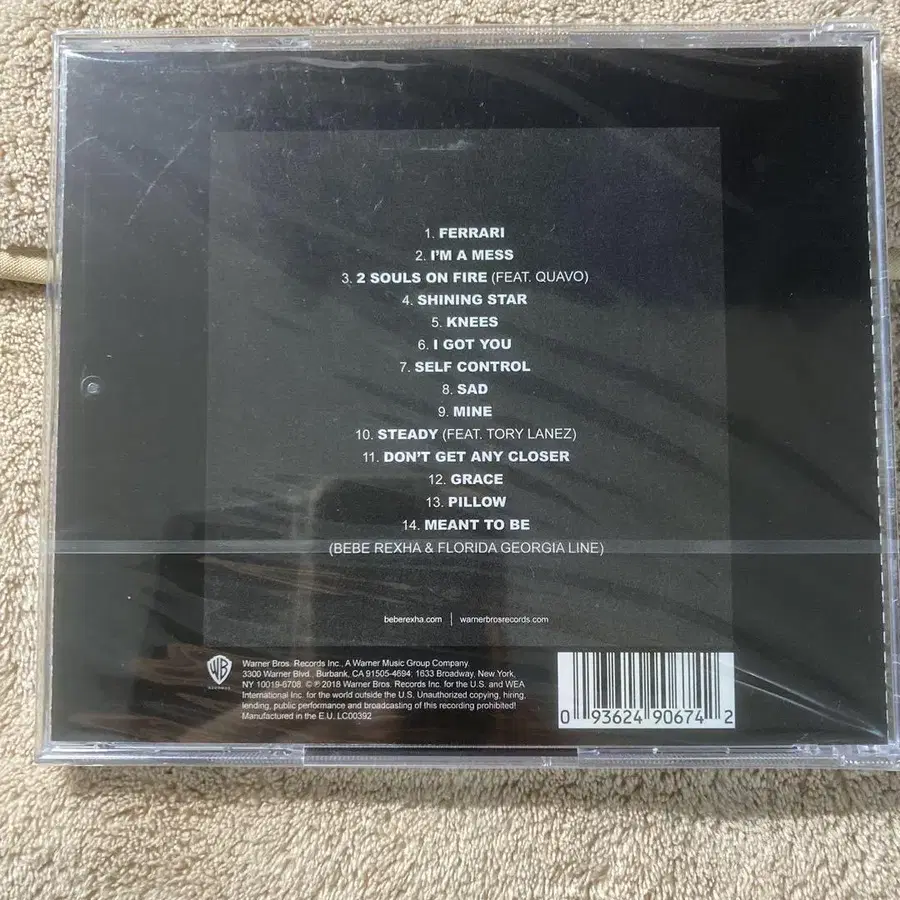 1. FERRARI
2. I'M A MESS
3. 2 SOULS ON FIRE (FEAT. QUAVO)
4. SHINING STAR
5. KNEES
6. I GOT YOU
7. SELF CONTROL
8. SAD
9. MINE
10. STEADY (FEAT. TORY LANEZ)
11. DON'T GET ANY CLOSER
12. GRACE
13. PILLOW
14. MEANT TO BE
(BEBE REXHA & FLORIDA GEORGIA LINE)
beberexha.com | warnerbrosrecords.com
WB
RECORDS
Warner Bros. Records Inc., A Warner Music Group Company.
3300 Warner Blvd., Burbank, CA 91505-4694; 1633 Broadway, New York,
NY 10019-6708. © ℗ 2018 Warner Bros. Records Inc. for the U.S. and WEA
International Inc. for the world outside the U.S. Unauthorized copying, hiring,
lending, public performance and broadcasting of this recording prohibited!
Manufactured in the E.U. LC00392
0 93624 90674 2